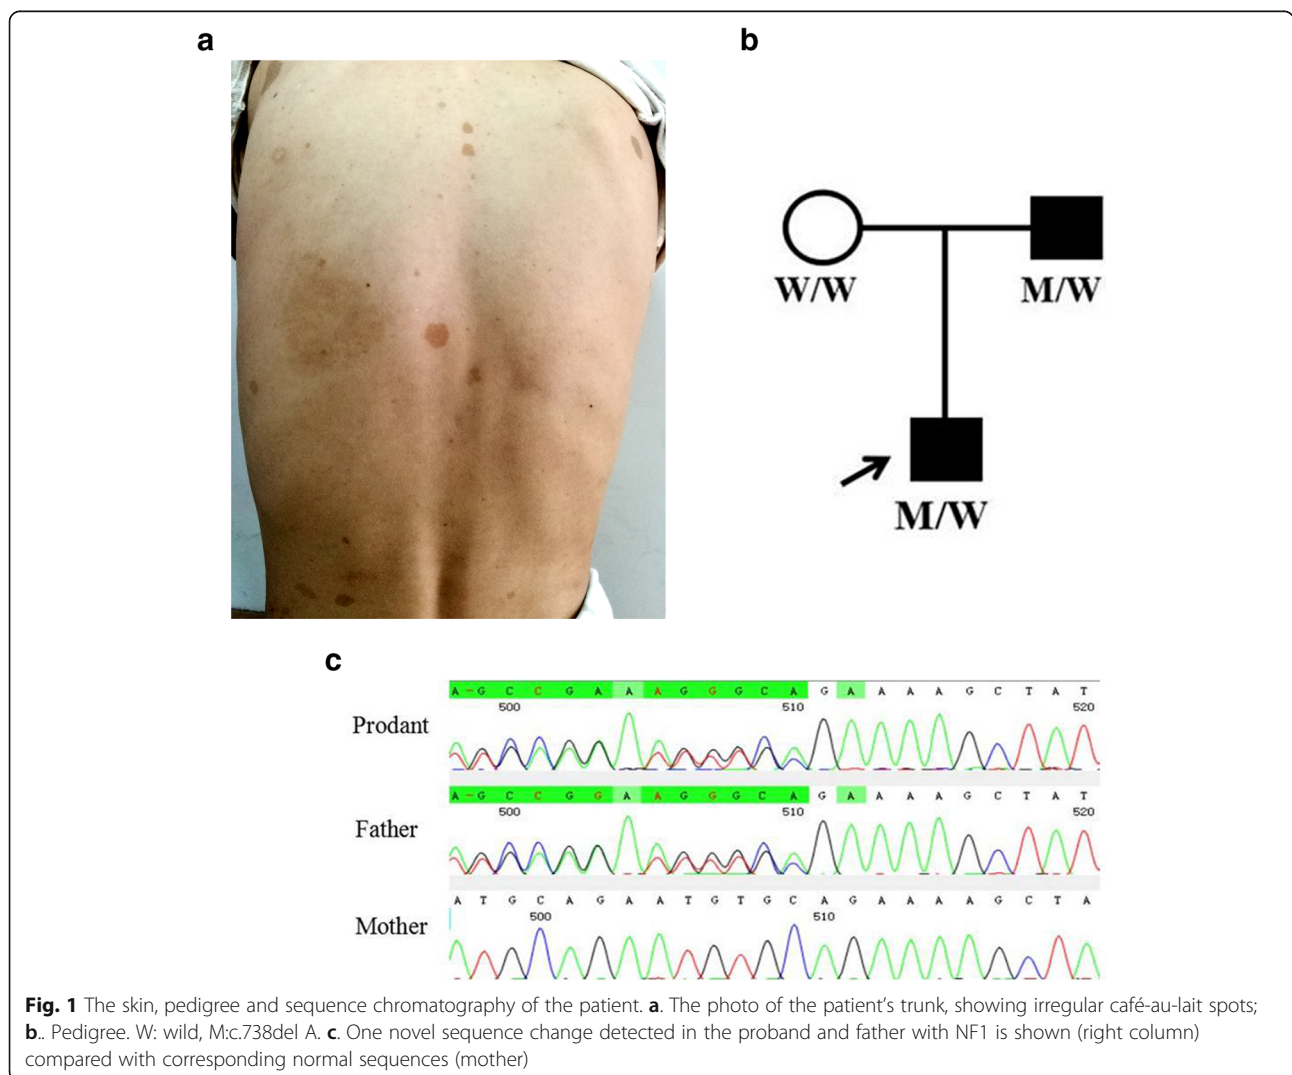 a
b
W/W
M/W
M/W
c
A-GCCGAAAGGGCAGAAAAGCTAT
500 510 520
Prodant
A-GCCGGAAGGGCAGAAAAGCTAT
500 510 520
Father
ATGCAGAATGTGCAGAAAAGCTA
500 510
Mother
Fig. 1 The skin, pedigree and sequence chromatography of the patient. a. The photo of the patient's trunk, showing irregular café-au-lait spots;
b.. Pedigree. W: wild, M:c.738del A. c. One novel sequence change detected in the proband and father with NF1 is shown (right column)
compared with corresponding normal sequences (mother)